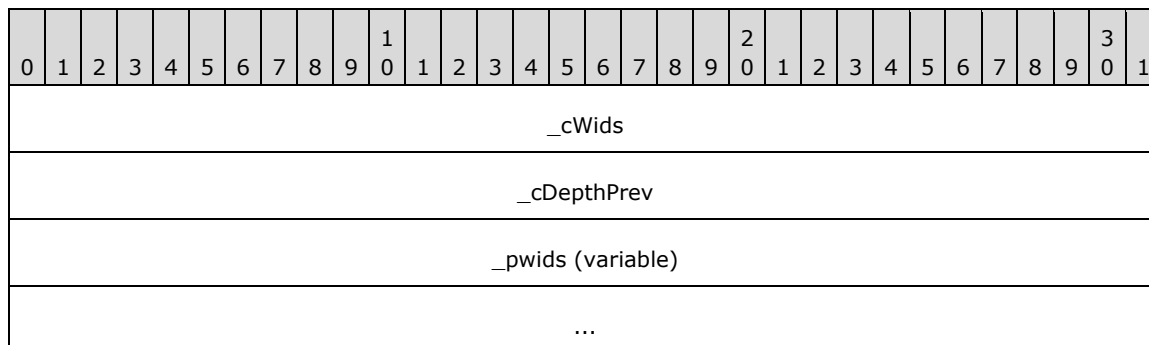 1 2 3
0 1 2 3 4 5 6 7 8 9 0 1 2 3 4 5 6 7 8 9 0 1 2 3 4 5 6 7 8 9 0 1
_cWids
_cDepthPrev
_pwids (variable)
...